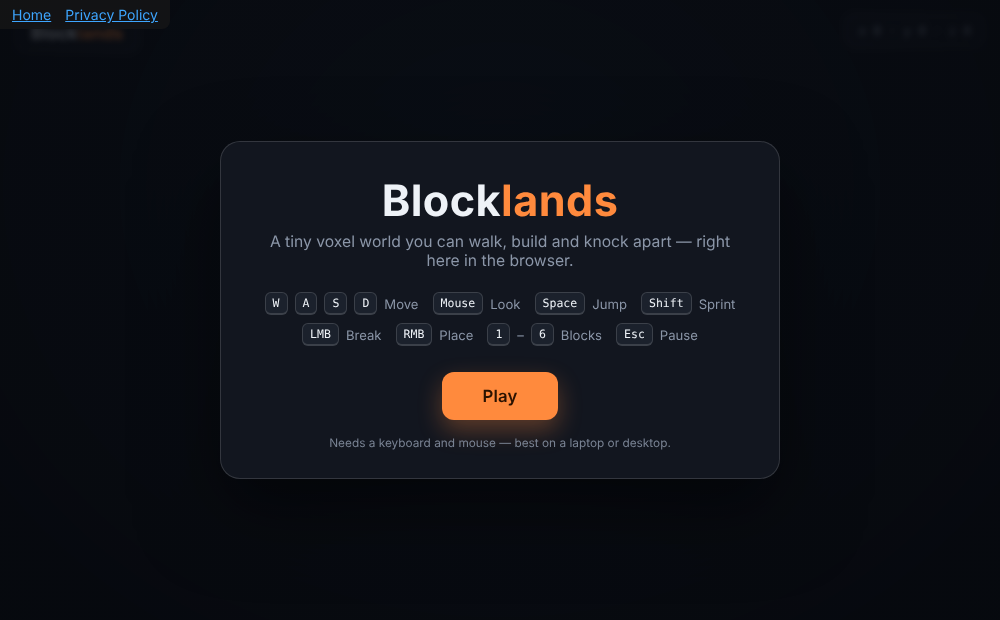 Home Privacy Policy
Blocklands
Blocklands
A tiny voxel world you can walk, build and knock apart — right
here in the browser.
W A S D Move Mouse Look Space Jump Shift Sprint
LMB Break RMB Place 1 – 6 Blocks Esc Pause
Play
Needs a keyboard and mouse — best on a laptop or desktop.